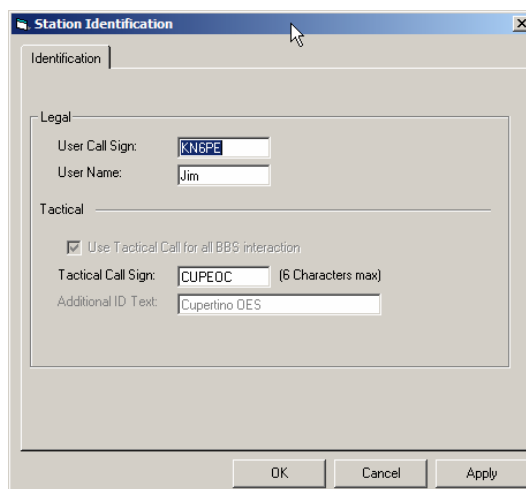 Station Identification
Identification
Legal
User Call Sign: KN6PE
User Name: Jim
Tactical
Use Tactical Call for all BBS interaction
Tactical Call Sign: CUPEOC (6 Characters max)
Additional ID Text: Cupertino OES
OK Cancel Apply